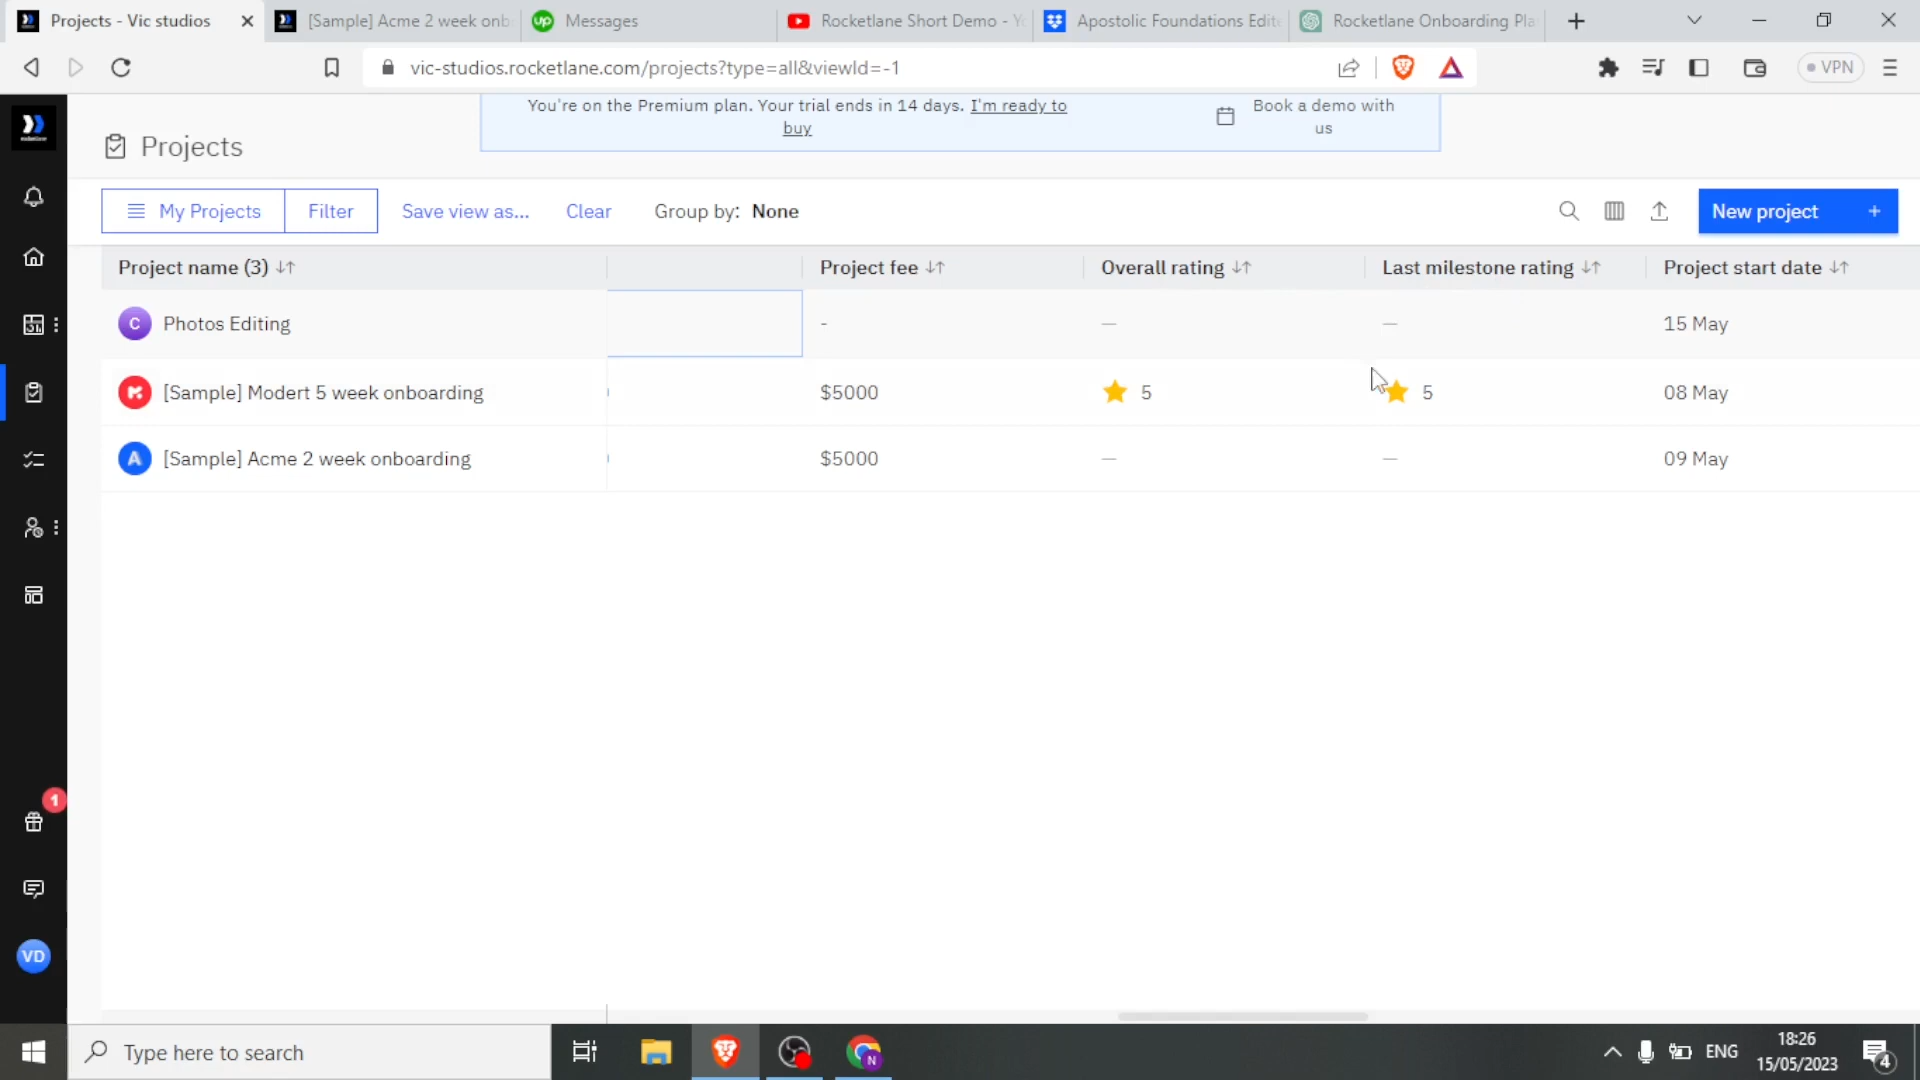 Projects - Vic studios
[Sample] Acme 2 week onb
Messages
Rocketlane Short Demo - Yo
Apostolic Foundations Edite
Rocketlane Onboarding Pla
vic-studios.rocketlane.com/projects?type=all&viewId=-1
VPN
Projects
You're on the Premium plan. Your trial ends in 14 days. I'm ready to
buy
Book a demo with
us
My Projects
Filter
Save view as...
Clear
Group by: None
New project +
Project name (3)
Project fee
Overall rating
Last milestone rating
Project start date
C Photos Editing - — — 15 May
[Sample] Modert 5 week onboarding $5000 5 5 08 May
A [Sample] Acme 2 week onboarding $5000 — — 09 May
1
VD
Type here to search
N
ENG
18:26
15/05/2023
4